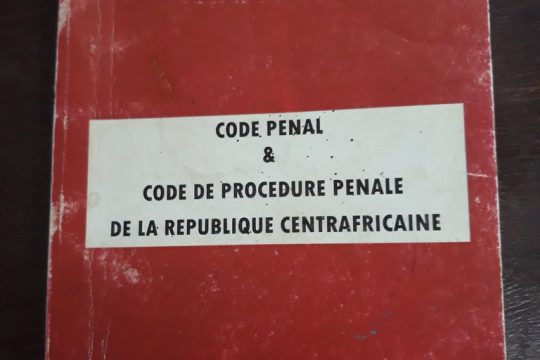 CODE PENAL
&
CODE DE PROCEDURE PENALE
DE LA REPUBLIQUE CENTRAFRICAINE